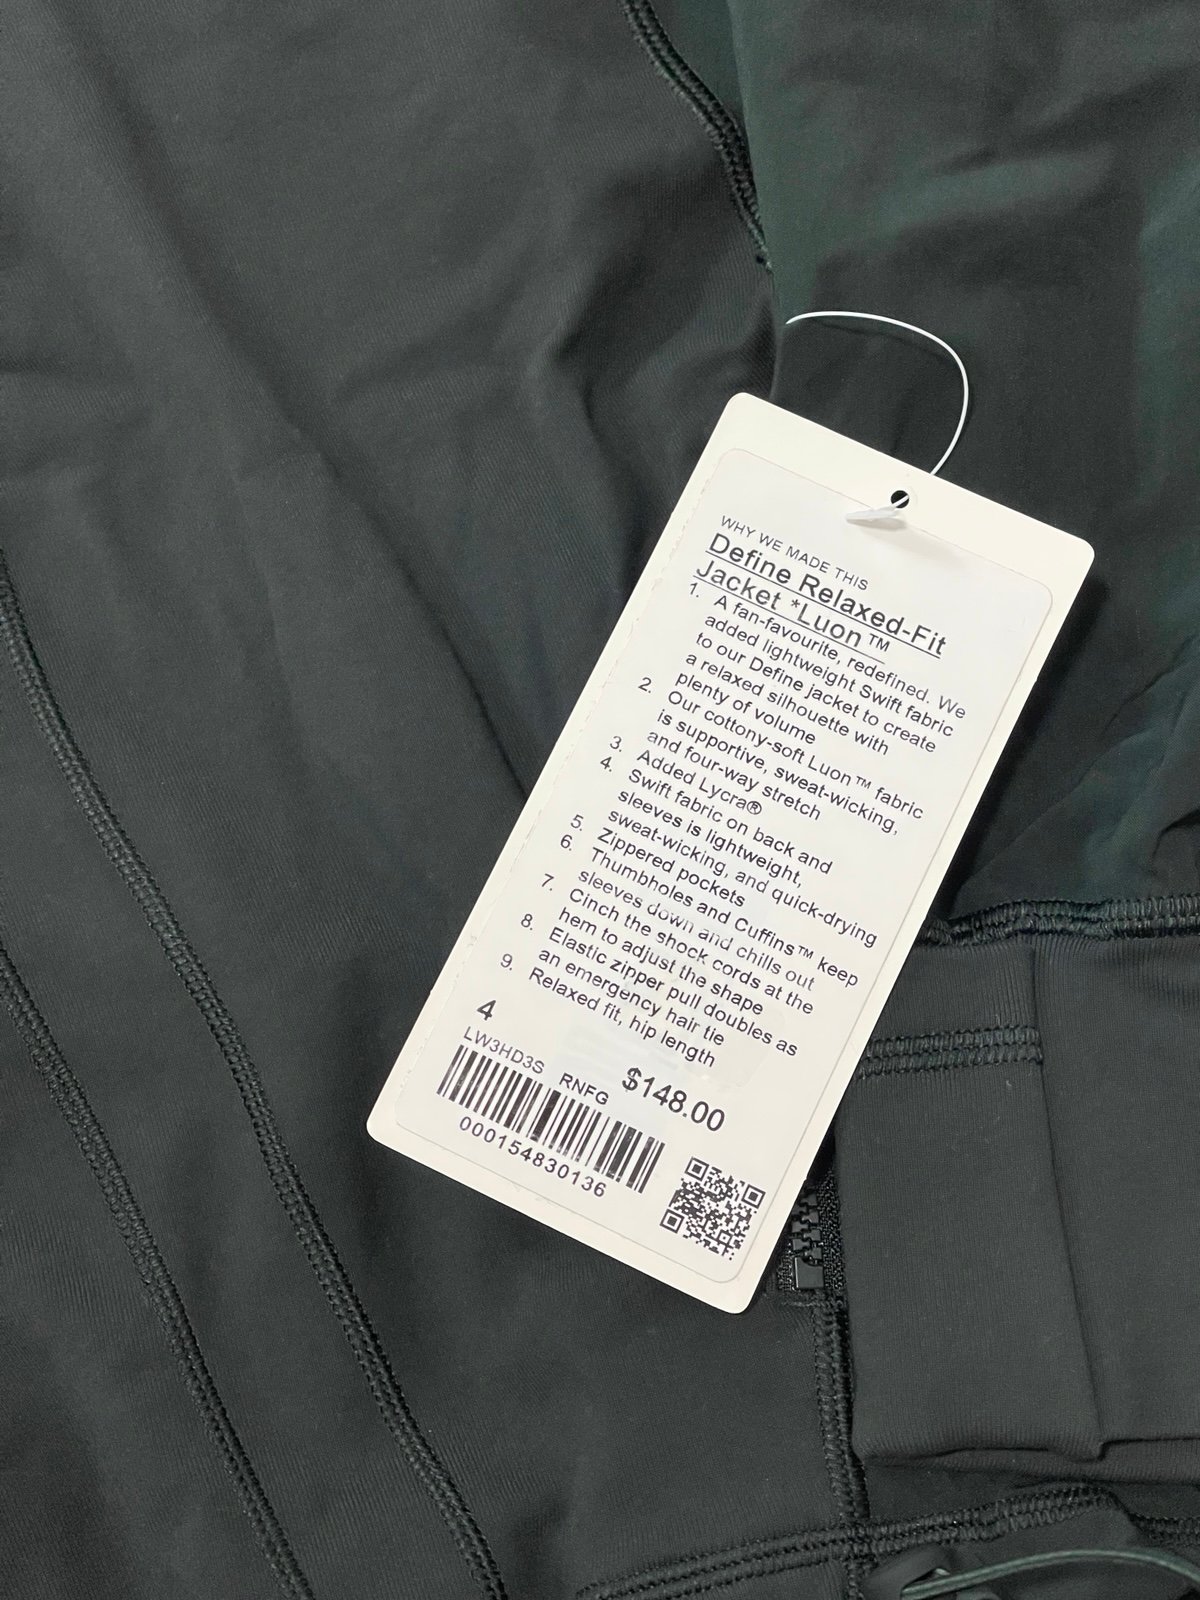 WHY WE MADE THIS
Define Relaxed-Fit
Jacket *Luon™
1. A fan-favourite, redefined. We
added lightweight Swift fabric
to our Define jacket to create
a relaxed silhouette with
plenty of volume
2. Our cottony-soft Luon™ fabric
is supportive, sweat-wicking,
and four-way stretch
3. Added Lycra®
4. Swift fabric on back and
sleeves is lightweight,
sweat-wicking, and quick-drying
5. Zippered pockets
6. Thumbholes and Cuffins™ keep
sleeves down and chills out
7. Cinch the shock cords at the
hem to adjust the shape
8. Elastic zipper pull doubles as
an emergency hair tie
9. Relaxed fit, hip length
4
LW3HD3S RNFG $148.00
000154830136